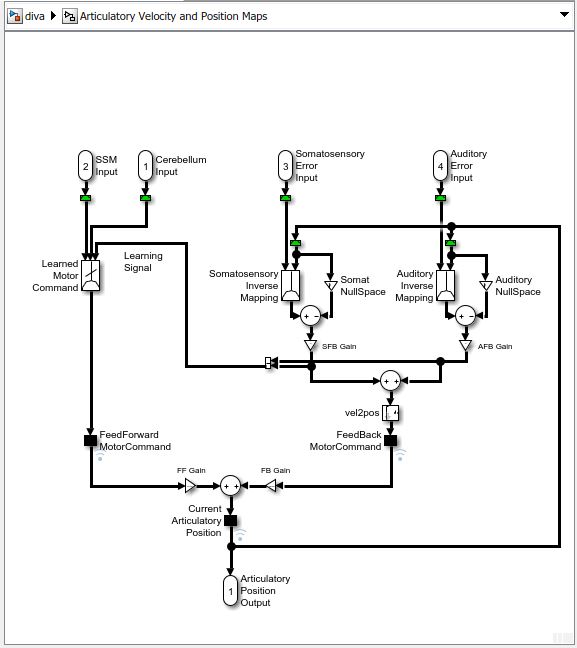 diva
Articulatory Velocity and Position Maps
2
SSM
Input
1
Cerebellum
Input
3
Somatosensory
Error
Input
4
Auditory
Error
Input
Learned
Motor
Command
Learning
Signal
Somatosensory
Inverse
Mapping
Somat
NullSpace
Auditory
Inverse
Mapping
Auditory
NullSpace
+ -
+ -
SFB Gain
AFB Gain
+ +
vel2pos
FeedForward
MotorCommand
FeedBack
MotorCommand
FF Gain
+ +
FB Gain
Current
Articulatory
Position
1
Articulatory
Position
Output